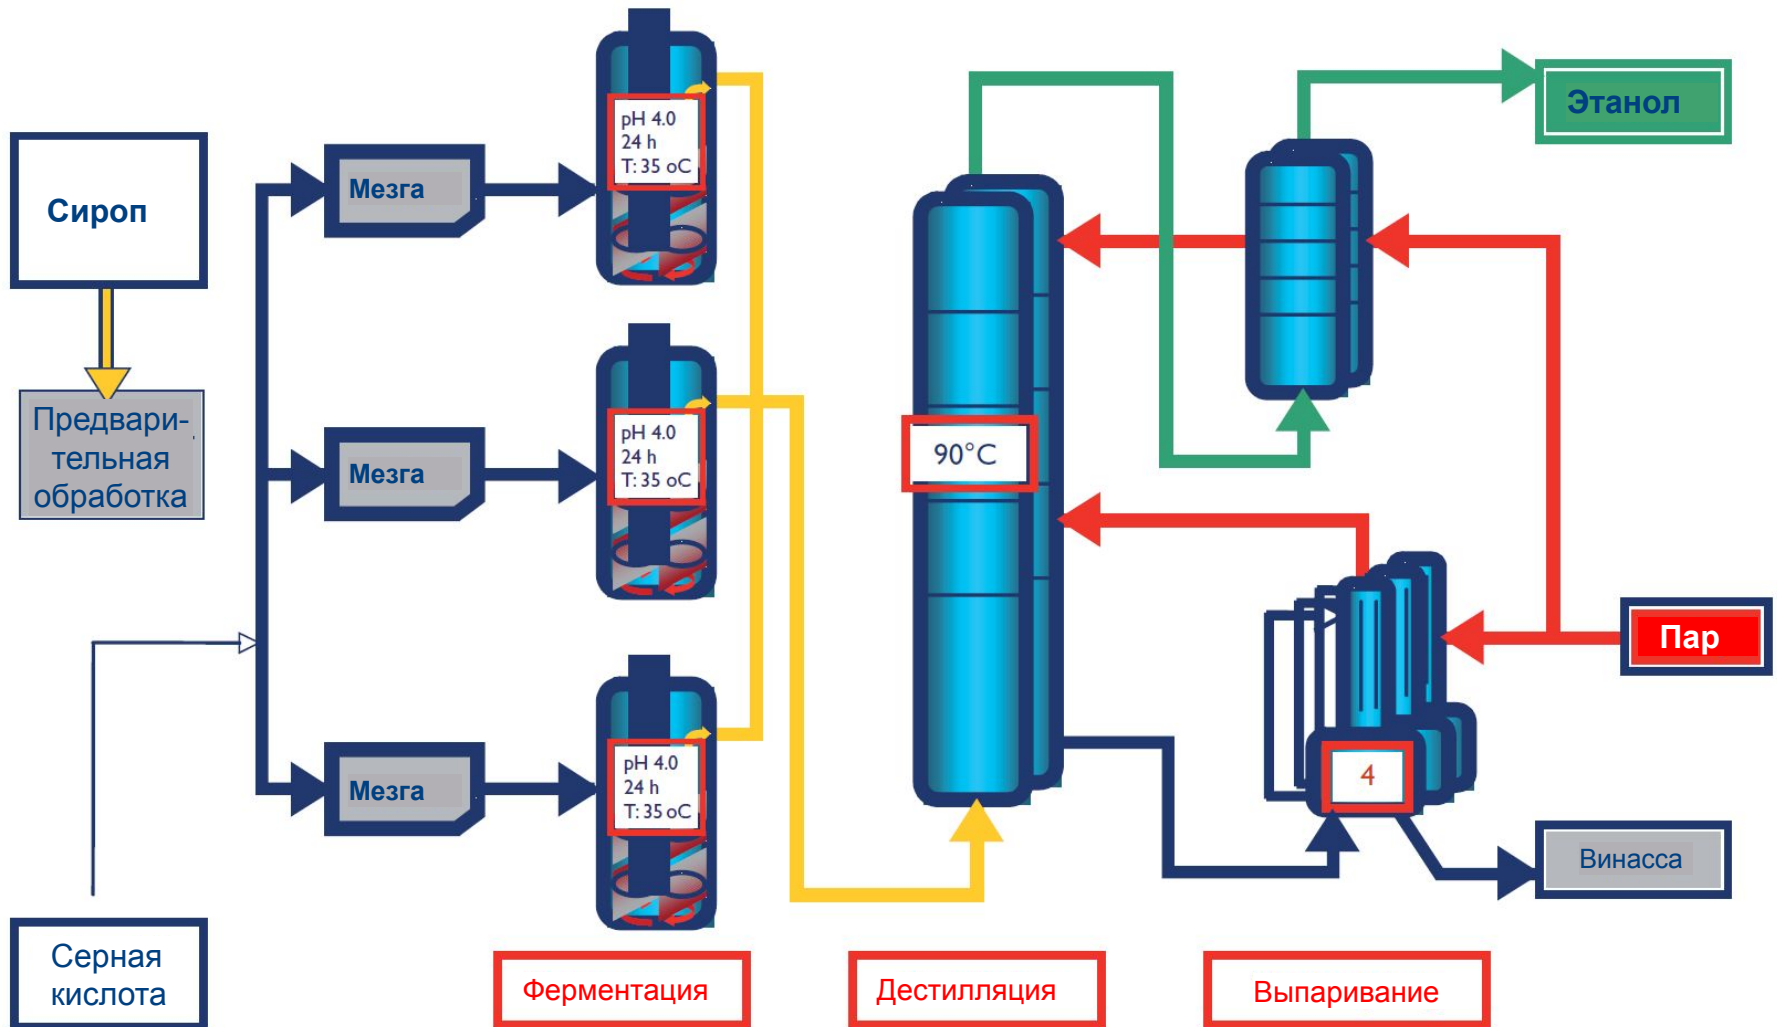 Сироп
Предвари-
тельная
обработка
Серная
кислота
Мезга
Мезга
Мезга
pH 4.0
24 h
T: 35 oC
pH 4.0
24 h
T: 35 oC
pH 4.0
24 h
T: 35 oC
90°C
Этанол
Пар
4
Винасса
Ферментация
Дестилляция
Выпаривание